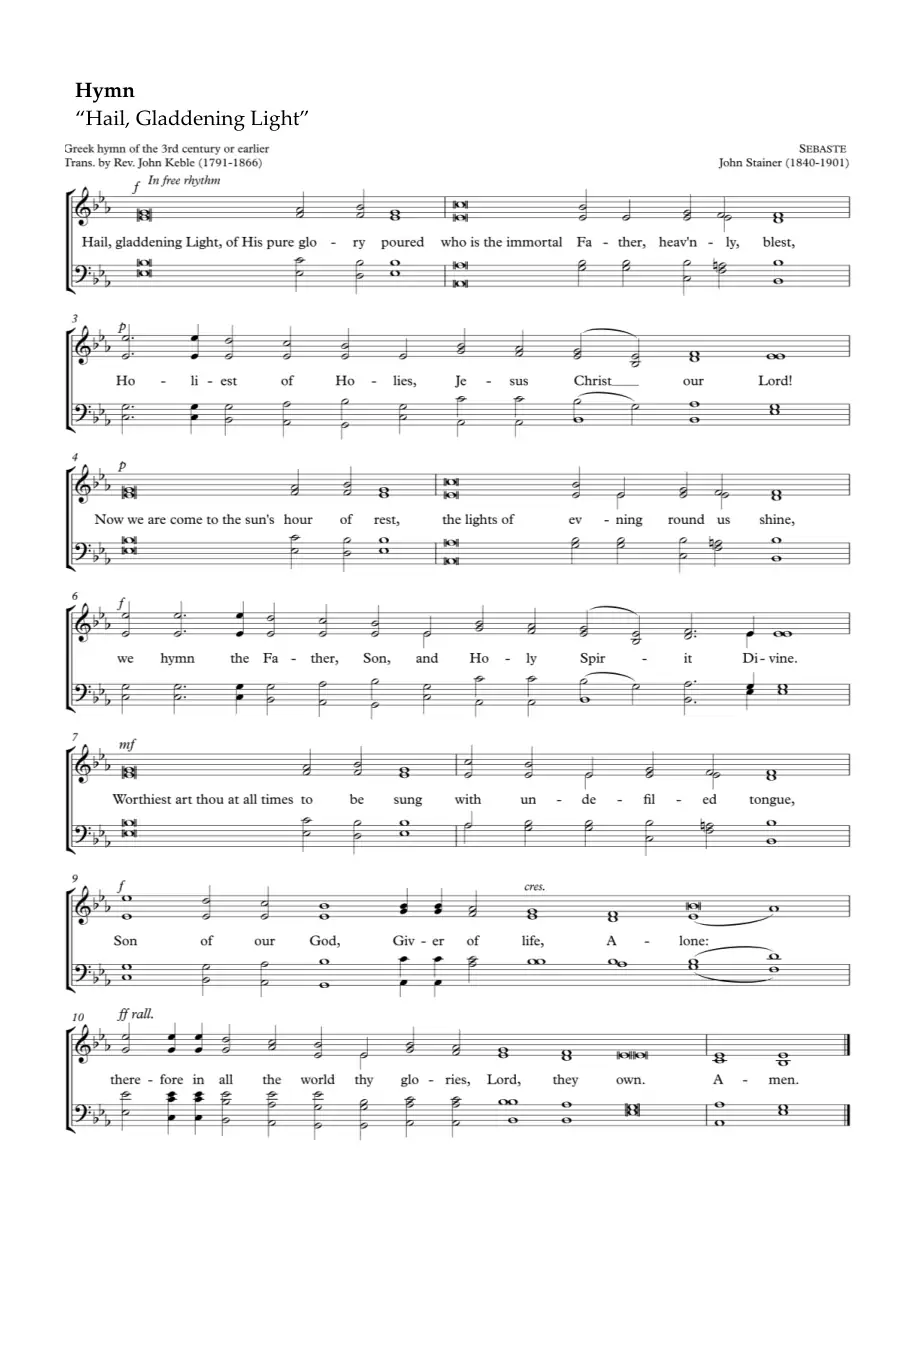 Hymn
“Hail, Gladdening Light”
Greek hymn of the 3rd century or earlier
SEBASTE
Trans. by Rev. John Keble (1791-1866)
John Stainer (1840-1901)
f In free rhythm
Hail, gladdening Light, of His pure glo - ry poured who is the immortal Fa - ther, heav'n - ly, blest,
3
p
Ho - li - est of Ho - lies, Je - sus Christ___ our Lord!
4
p
Now we are come to the sun's hour of rest, the lights of ev - ning round us shine,
6
f
we hymn the Fa - ther, Son, and Ho - ly Spir - it Di - vine.
7
mf
Worthiest art thou at all times to be sung with un - de - fil - ed tongue,
9
f cres.
Son of our God, Giv - er of life, A - lone:
10
ff rall.
there - fore in all the world thy glo - ries, Lord, they own. A - men.